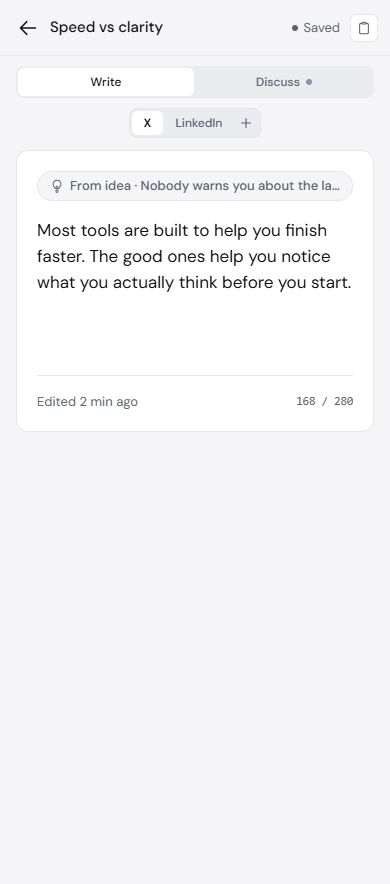 Speed vs clarity
Saved
Write
Discuss
X
LinkedIn
From idea · Nobody warns you about the la…
Most tools are built to help you finish
faster. The good ones help you notice
what you actually think before you start.
Edited 2 min ago
168 / 280